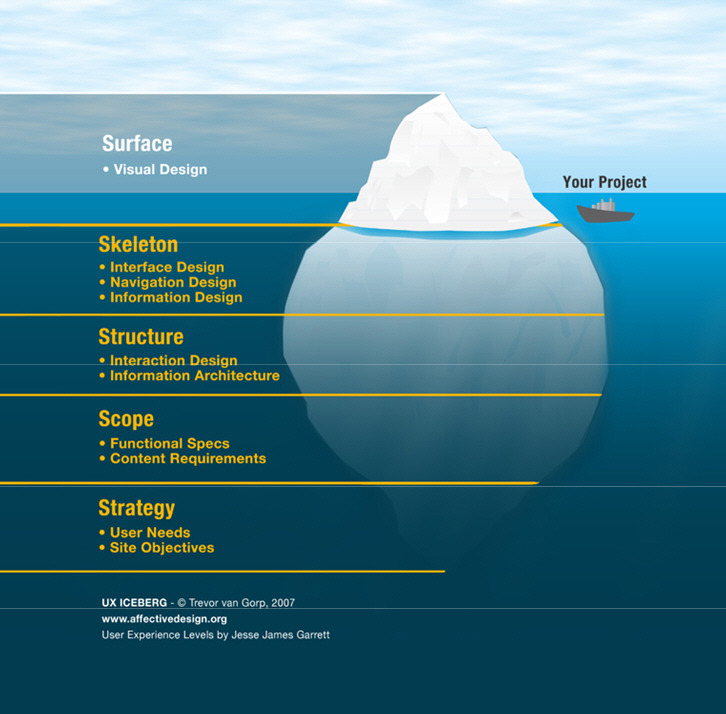 Surface
• Visual Design
Your Project
Skeleton
• Interface Design
• Navigation Design
• Information Design
Structure
• Interaction Design
• Information Architecture
Scope
• Functional Specs
• Content Requirements
Strategy
• User Needs
• Site Objectives
UX ICEBERG - © Trevor van Gorp, 2007
www.affectivedesign.org
User Experience Levels by Jesse James Garrett